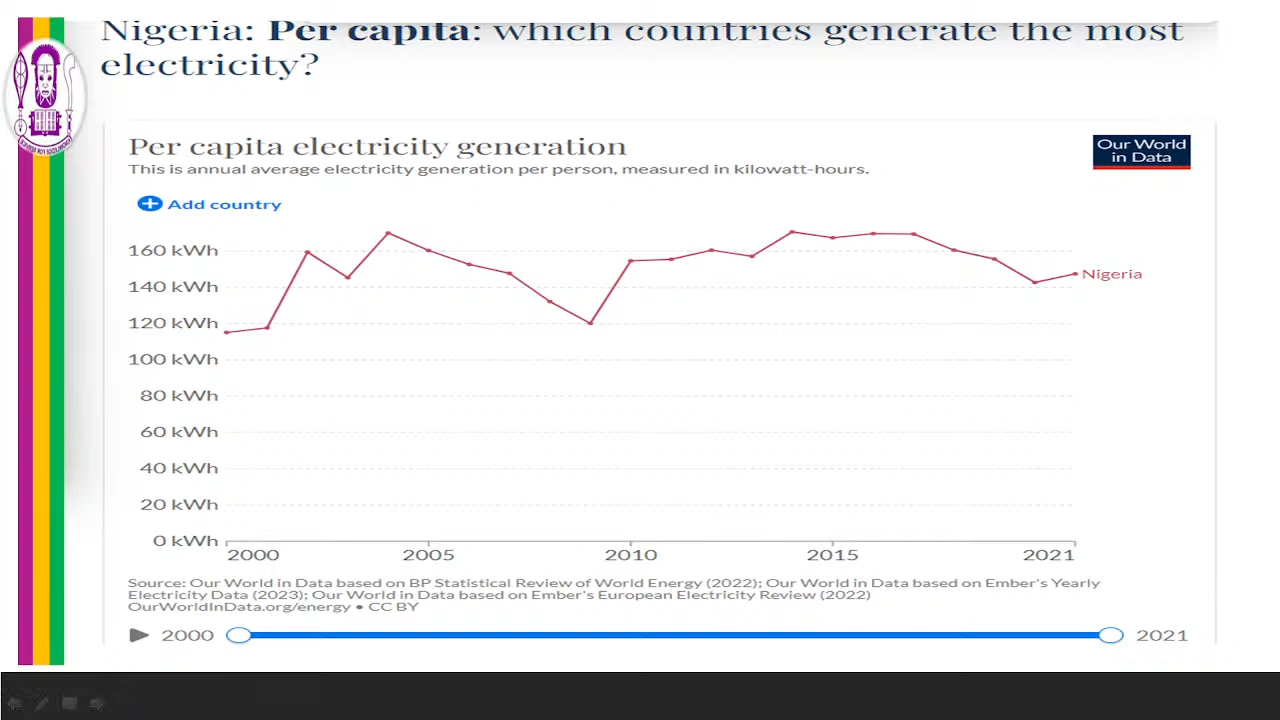 Nigeria: Per capita: which countries generate the most
electricity?
Per capita electricity generation
This is annual average electricity generation per person, measured in kilowatt-hours.
Our World
in Data
Add country
160 kWh
140 kWh
120 kWh
100 kWh
80 kWh
60 kWh
40 kWh
20 kWh
0 kWh
Nigeria
2000 2005 2010 2015 2021
Source: Our World in Data based on BP Statistical Review of World Energy (2022); Our World in Data based on Ember's Yearly
Electricity Data (2023); Our World in Data based on Ember's European Electricity Review (2022)
OurWorldInData.org/energy • CC BY
2000 2021